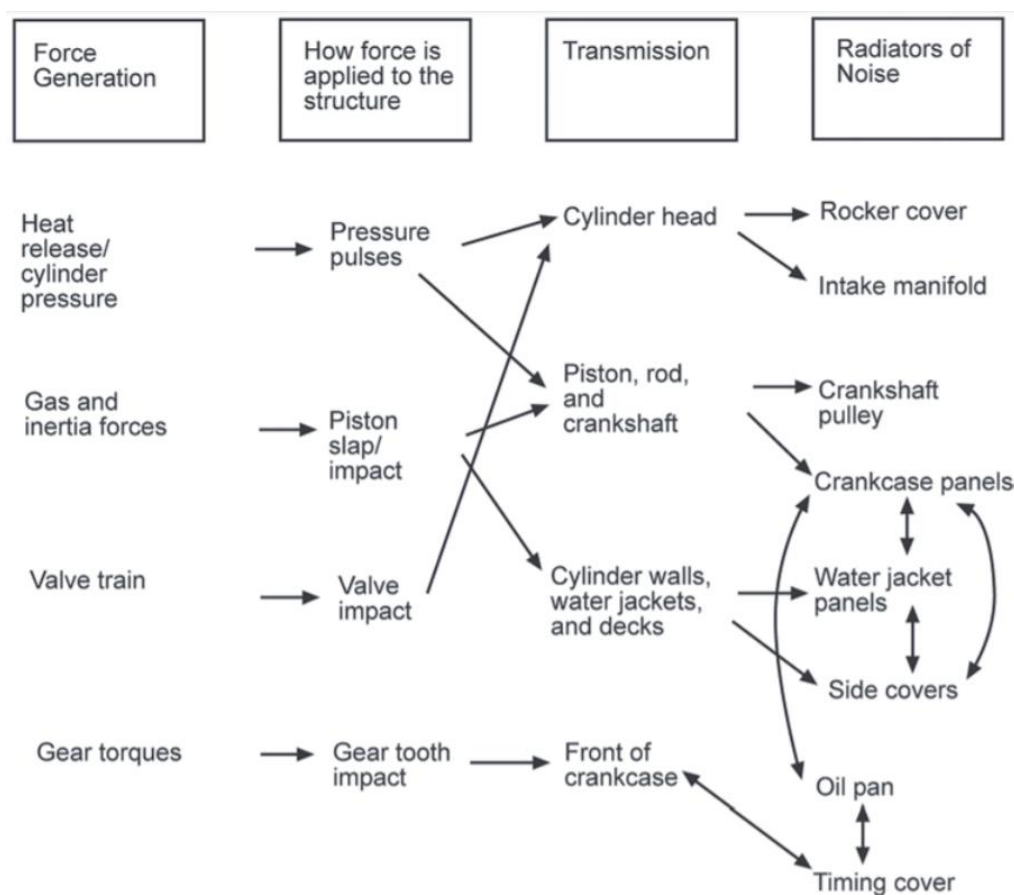 Force
Generation
How force is
applied to the
structure
Transmission
Radiators of
Noise
Heat
release/
cylinder
pressure
Pressure
pulses
Cylinder head
Rocker cover
Intake manifold
Gas and
inertia forces
Piston
slap/
impact
Piston, rod,
and
crankshaft
Crankshaft
pulley
Crankcase panels
Valve train
Valve
impact
Cylinder walls,
water jackets,
and decks
Water jacket
panels
Side covers
Gear torques
Gear tooth
impact
Front of
crankcase
Oil pan
Timing cover